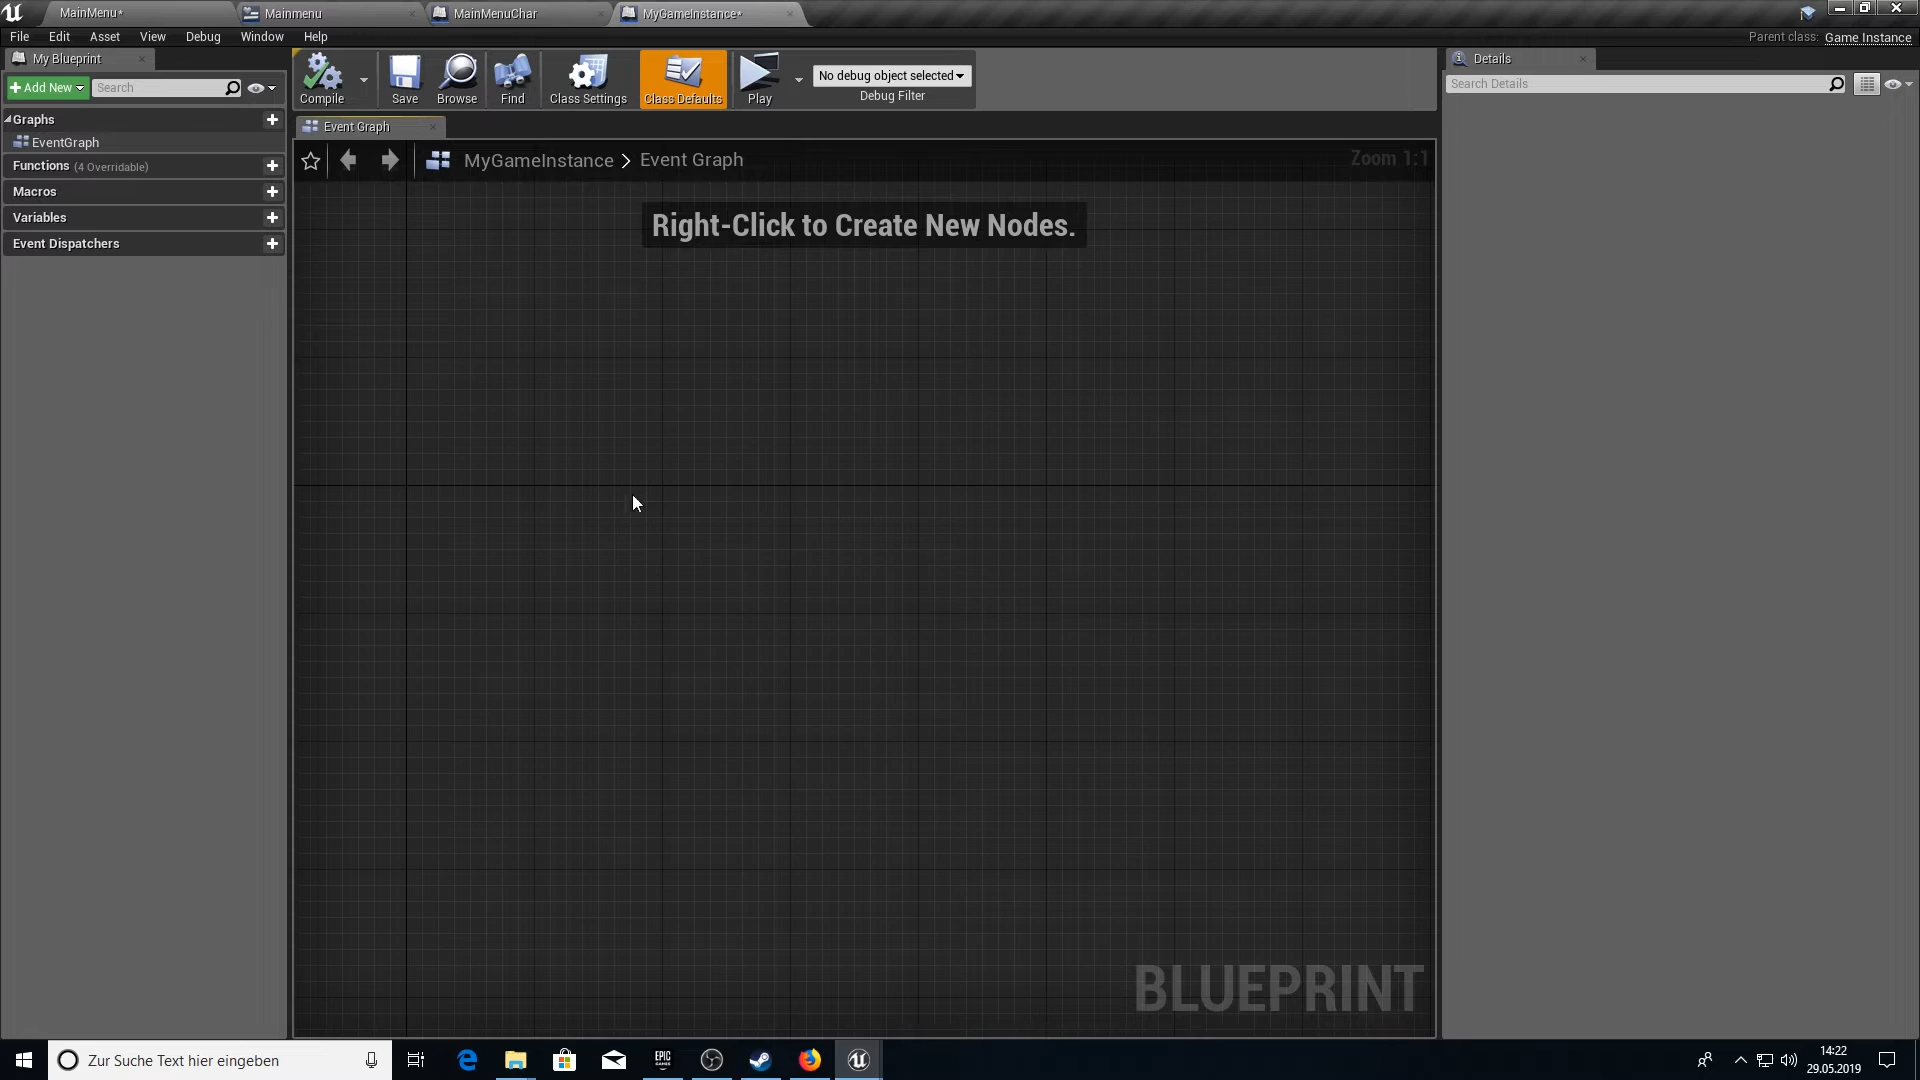 MainMenu*
Mainmenu
MainMenuChar
MyGameInstance*
File
Edit
Asset
View
Debug
Window
Help
Parent class: Game Instance
My Blueprint
Add New
Search
Graphs
EventGraph
Functions (4 Overridable)
Macros
Variables
Event Dispatchers
Compile
Save
Browse
Find
Class Settings
Class Defaults
Play
No debug object selected
Debug Filter
Event Graph
MyGameInstance > Event Graph
Zoom 1:1
Right-Click to Create New Nodes.
BLUEPRINT
Details
Search Details
Zur Suche Text hier eingeben
EPIC
GAMES
14:22
29.05.2019